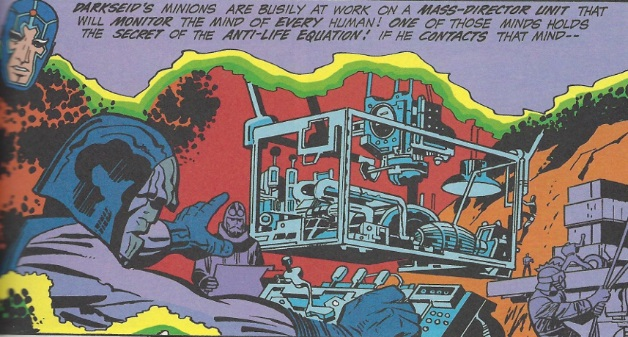 DARKSEID'S MINIONS ARE BUSILY AT WORK ON A MASS-DIRECTOR UNIT THAT
WILL MONITOR THE MIND OF EVERY HUMAN! ONE OF THOSE MINDS HOLDS
THE SECRET OF THE ANTI-LIFE EQUATION! IF HE CONTACTS THAT MIND--